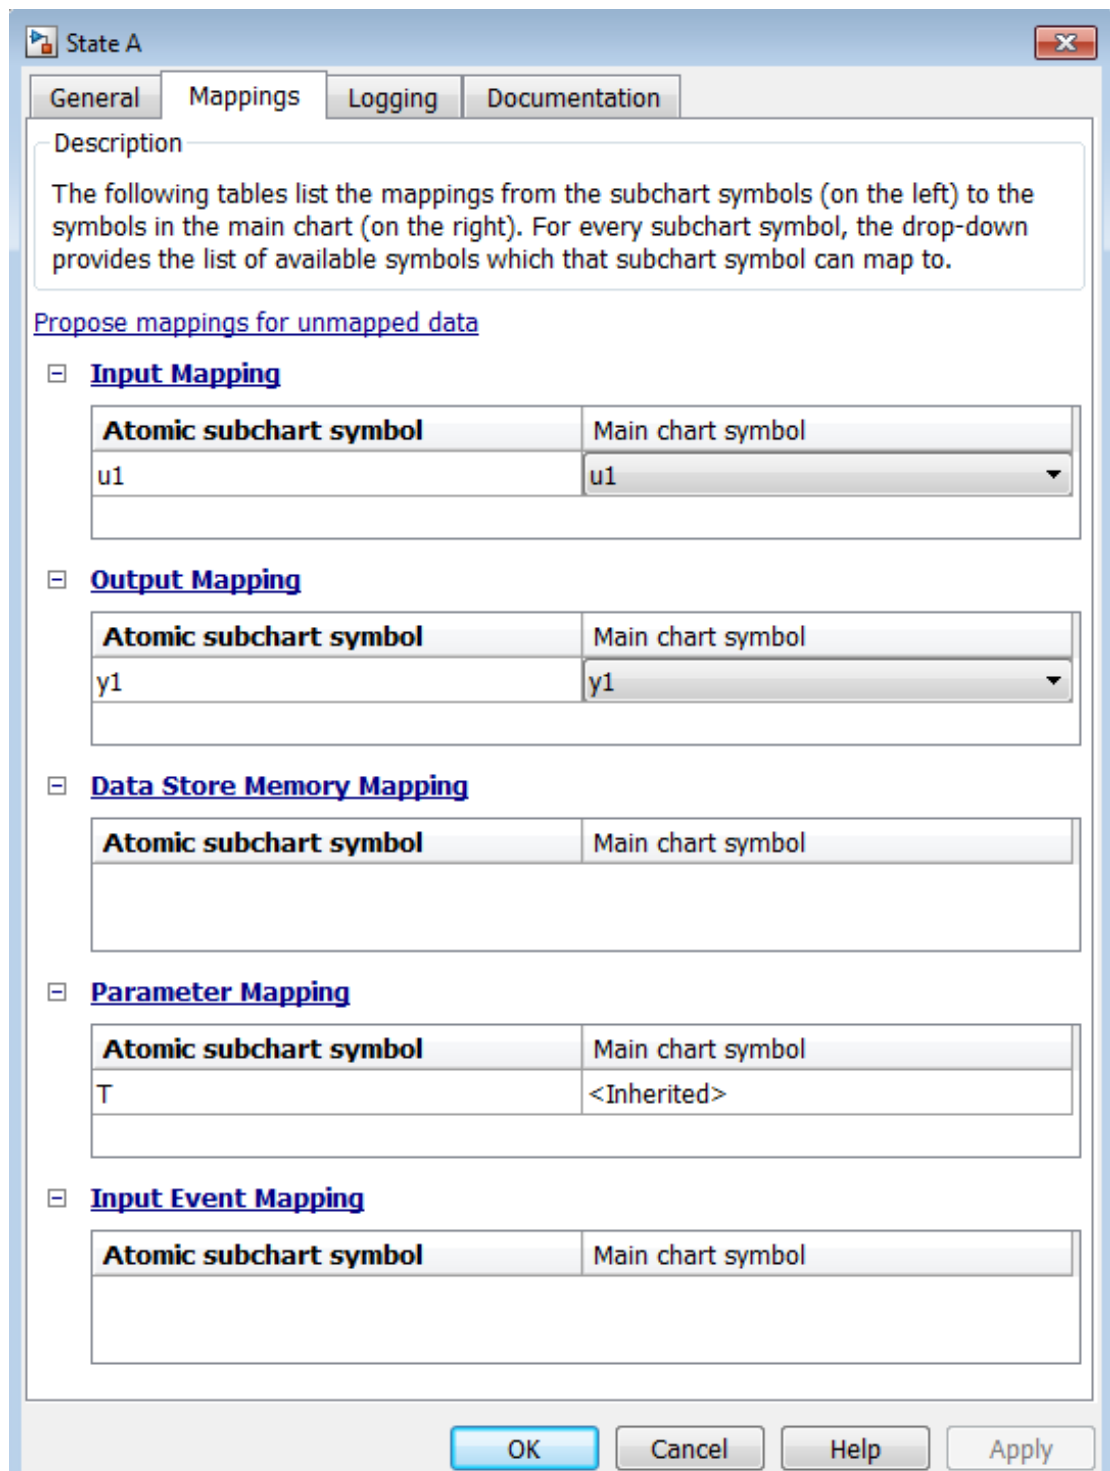 State A
General Mappings Logging Documentation
Description
The following tables list the mappings from the subchart symbols (on the left) to the
symbols in the main chart (on the right). For every subchart symbol, the drop-down
provides the list of available symbols which that subchart symbol can map to.
Propose mappings for unmapped data
Input Mapping
Atomic subchart symbol Main chart symbol
u1 u1
Output Mapping
Atomic subchart symbol Main chart symbol
y1 y1
Data Store Memory Mapping
Atomic subchart symbol Main chart symbol
Parameter Mapping
Atomic subchart symbol Main chart symbol
T <Inherited>
Input Event Mapping
Atomic subchart symbol Main chart symbol
OK Cancel Help Apply